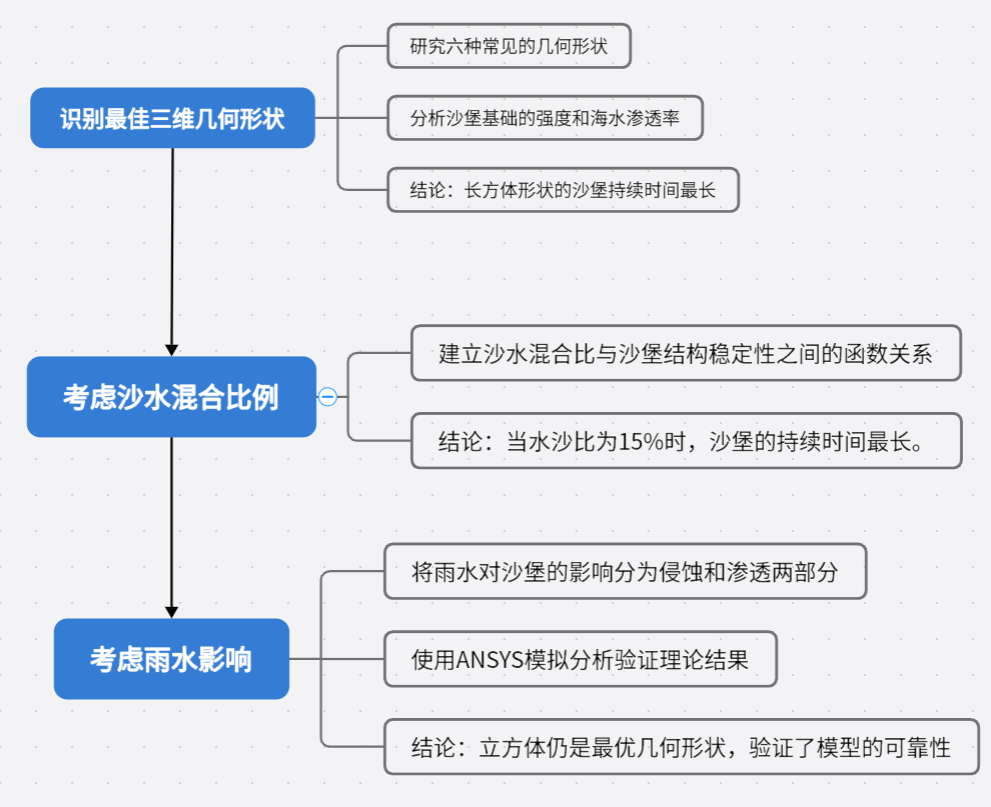 识别最佳三维几何形状
研究六种常见的几何形状
分析沙堡基础的强度和海水渗透率
结论：长方体形状的沙堡持续时间最长
考虑沙水混合比例
建立沙水混合比与沙堡结构稳定性之间的函数关系
结论：当水沙比为15%时，沙堡的持续时间最长。
考虑雨水影响
将雨水对沙堡的影响分为侵蚀和渗透两部分
使用ANSYS模拟分析验证理论结果
结论：立方体仍是最优几何形状，验证了模型的可靠性